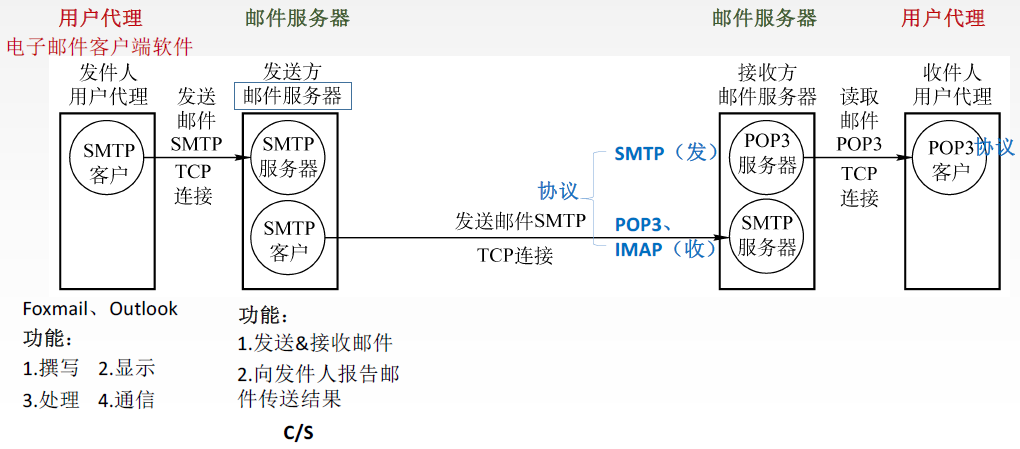 用户代理
邮件服务器
邮件服务器
用户代理
电子邮件客户端软件
发件人
用户代理
发送
邮件
SMTP
TCP
连接
发送方
邮件服务器
接收方
邮件服务器
读取
邮件
POP3
TCP
连接
收件人
用户代理
SMTP
客户
SMTP
服务器
SMTP
客户
发送邮件SMTP
TCP连接
协议
SMTP（发）
POP3、
IMAP（收）
POP3
服务器
SMTP
服务器
POP3
客户
协议
Foxmail、Outlook
功能：
1.撰写 2.显示
3.处理 4.通信
功能：
1.发送&接收邮件
2.向发件人报告邮
件传送结果
C/S